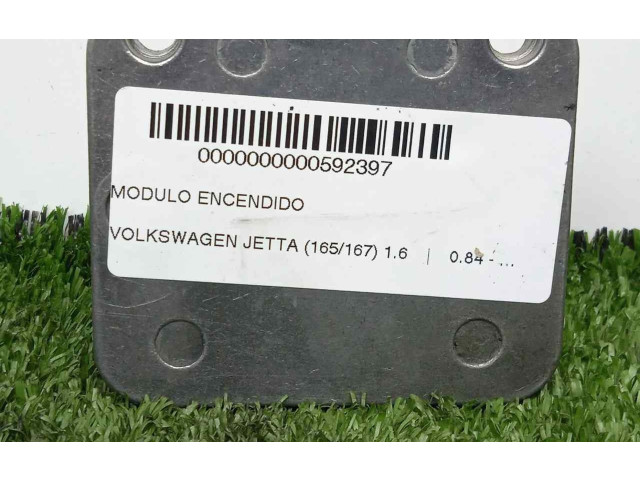 0000000000592397
MODULO ENCENDIDO
VOLKSWAGEN JETTA (165/167) 1.6 | 0.84 - ...